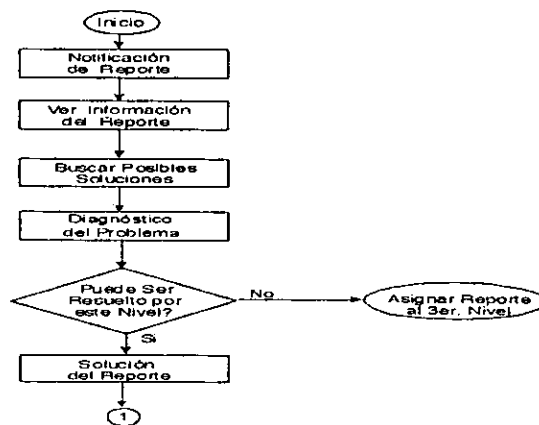 Inicio
Notificación
de Reporte
Ver Información
del Reporte
Buscar Posibles
Soluciones
Diagnóstico
del Problema
Puede Ser
Resuelto por
este Nivel?
No
Asignar Reporte
al 3er. Nivel
Si
Solución
del Reporte
1